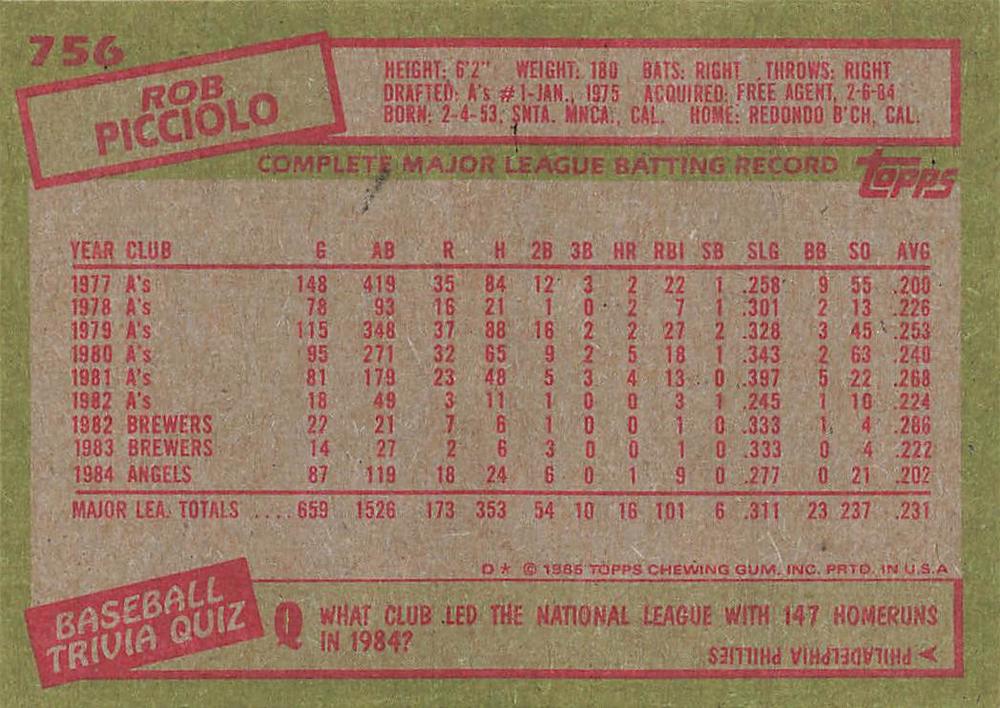 756
ROB
PICCIOLO
HEIGHT: 6'2" WEIGHT: 180 BATS: RIGHT THROWS: RIGHT
DRAFTED: A's #1-JAN., 1975 ACQUIRED: FREE AGENT, 2-6-84
BORN: 2-4-53, SNTA. MNCA., CAL. HOME: REDONDO B'CH, CAL.
COMPLETE MAJOR LEAGUE BATTING RECORD
TOPPS
YEAR CLUB G AB R H 2B 3B HR RBI SB SLG BB SO AVG
1977 A's 148 419 35 84 12 3 2 22 1 .258 9 55 .200
1978 A's 78 93 16 21 1 0 2 7 1 .301 2 13 .226
1979 A's 115 348 37 88 16 2 2 27 2 .328 3 45 .253
1980 A's 95 271 32 65 9 2 5 18 1 .343 2 63 .240
1981 A's 81 179 23 48 5 3 4 13 0 .397 5 22 .268
1982 A's 18 49 3 11 1 0 0 3 1 .245 1 10 .224
1982 BREWERS 22 21 7 6 1 0 0 1 0 .333 1 4 .286
1983 BREWERS 14 27 2 6 3 0 0 1 0 .333 0 4 .222
1984 ANGELS 87 119 18 24 6 0 1 9 0 .277 0 21 .202
MAJOR LEA. TOTALS .... 659 1526 173 353 54 10 16 101 6 .311 23 237 .231
D* © 1985 TOPPS CHEWING GUM, INC. PRTD. IN U.S.A
BASEBALL
TRIVIA QUIZ
Q WHAT CLUB LED THE NATIONAL LEAGUE WITH 147 HOMERUNS
IN 1984?
A PHILADELPHIA PHILLIES